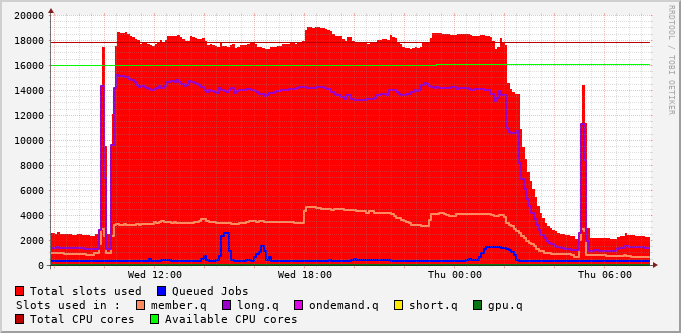 20000
18000
16000
14000
12000
10000
8000
6000
4000
2000
0
Wed 12:00 Wed 18:00 Thu 00:00 Thu 06:00
RRDTOOL / TOBI OETIKER
Total slots used Queued Jobs
Slots used in : member.q long.q ondemand.q short.q gpu.q
Total CPU cores Available CPU cores